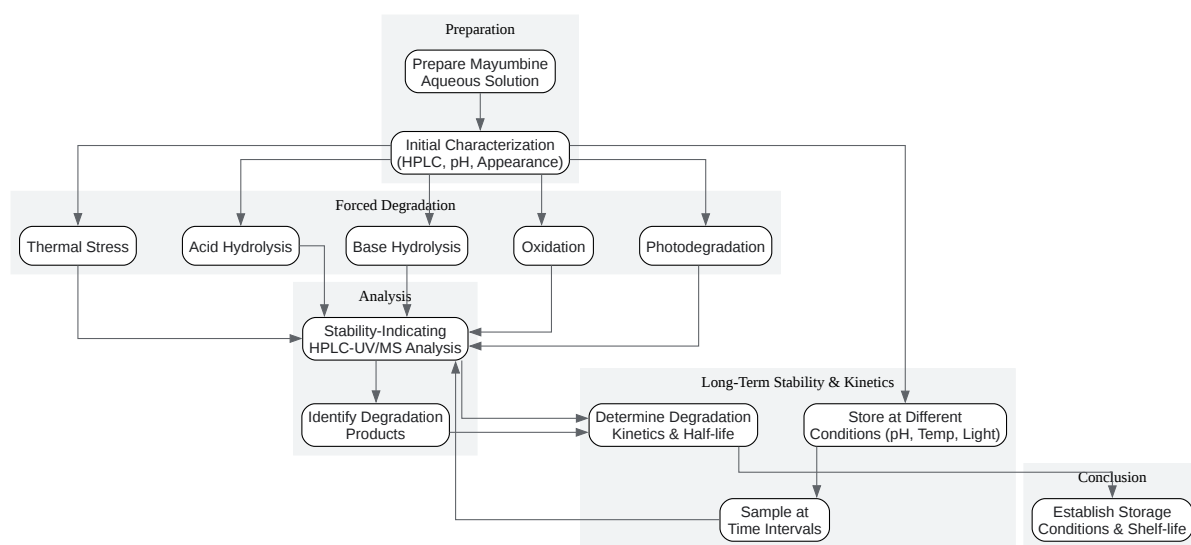 Preparation
Prepare Mayumbine
Aqueous Solution
Initial Characterization
(HPLC, pH, Appearance)
Forced Degradation
Thermal Stress
Acid Hydrolysis
Base Hydrolysis
Oxidation
Photodegradation
Analysis
Stability-Indicating
HPLC-UV/MS Analysis
Identify Degradation
Products
Long-Term Stability & Kinetics
Determine Degradation
Kinetics & Half-life
Store at Different
Conditions (pH, Temp, Light)
Sample at
Time Intervals
Conclusion
Establish Storage
Conditions & Shelf-life